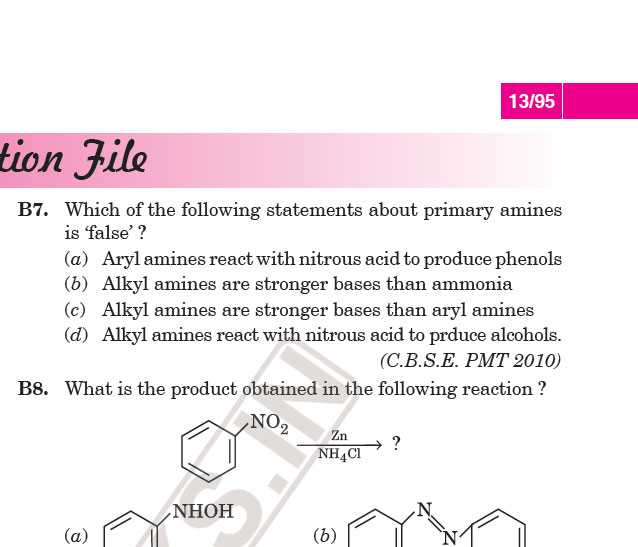 13/95
tion File
B7. Which of the following statements about primary amines
is ‘false’ ?
(a) Aryl amines react with nitrous acid to produce phenols
(b) Alkyl amines are stronger bases than ammonia
(c) Alkyl amines are stronger bases than aryl amines
(d) Alkyl amines react with nitrous acid to prduce alcohols.
(C.B.S.E. PMT 2010)
B8. What is the product obtained in the following reaction ?
NO2
Zn
NH4Cl
?
(a) NHOH
(b) N
N
S.IN